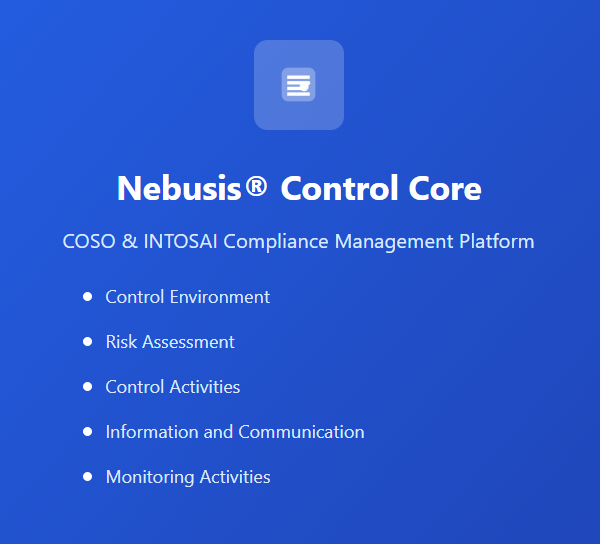 Nebusis® Control Core
COSO & INTOSAI Compliance Management Platform
Control Environment
Risk Assessment
Control Activities
Information and Communication
Monitoring Activities